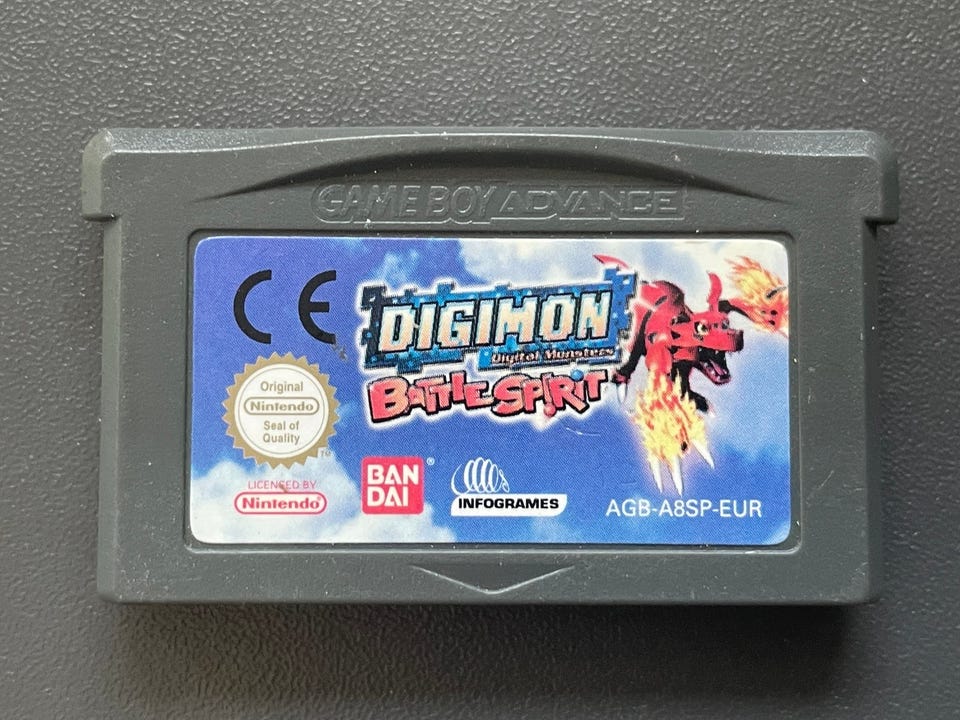 GAME BOY ADVANCE
CE
DIGIMON
Digital Monsters
BATTLE SPIRIT
Original
Nintendo
Seal of
Quality
TM
LICENSED BY
Nintendo
BAN
DAI
®
INFOGRAMES
AGB-A8SP-EUR